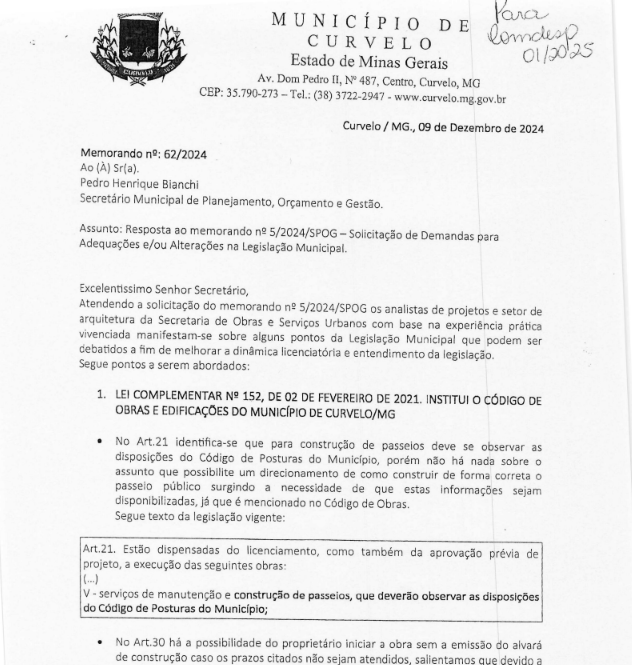 MUNICÍPIO DE
CURVELO
Estado de Minas Gerais
Av. Dom Pedro II, Nº 487, Centro, Curvelo, MG
CEP: 35.790-273 – Tel.: (38) 3722-2947 - www.curvelo.mg.gov.br
Para
Comdesp
01/2025
CURVELO
Curvelo / MG., 09 de Dezembro de 2024
Memorando nº: 62/2024
Ao (À) Sr(a).
Pedro Henrique Bianchi
Secretário Municipal de Planejamento, Orçamento e Gestão.
Assunto: Resposta ao memorando nº 5/2024/SPOG – Solicitação de Demandas para
Adequações e/ou Alterações na Legislação Municipal.
Excelentissimo Senhor Secretário,
Atendendo a solicitação do memorando nº 5/2024/SPOG os analistas de projetos e setor de
arquitetura da Secretaria de Obras e Serviços Urbanos com base na experiência prática
vivenciada manifestam-se sobre alguns pontos da Legislação Municipal que podem ser
debatidos a fim de melhorar a dinâmica licenciatória e entendimento da legislação.
Segue pontos a serem abordados:
1. LEI COMPLEMENTAR Nº 152, DE 02 DE FEVEREIRO DE 2021. INSTITUI O CÓDIGO DE
OBRAS E EDIFICAÇÕES DO MUNICÍPIO DE CURVELO/MG
• No Art.21 identifica-se que para construção de passeios deve se observar as
disposições do Código de Posturas do Município, porém não há nada sobre o
assunto que possibilite um direcionamento de como construir de forma correta o
passeio público surgindo a necessidade de que estas informações sejam
disponibilizadas, já que é mencionado no Código de Obras.
Segue texto da legislação vigente:
Art.21. Estão dispensadas do licenciamento, como também da aprovação prévia de
projeto, a execução das seguintes obras:
(...)
V - serviços de manutenção e construção de passeios, que deverão observar as disposições
do Código de Posturas do Município;
• No Art.30 há a possibilidade do proprietário iniciar a obra sem a emissão do alvará
de construção caso os prazos citados não sejam atendidos, salientamos que devido a